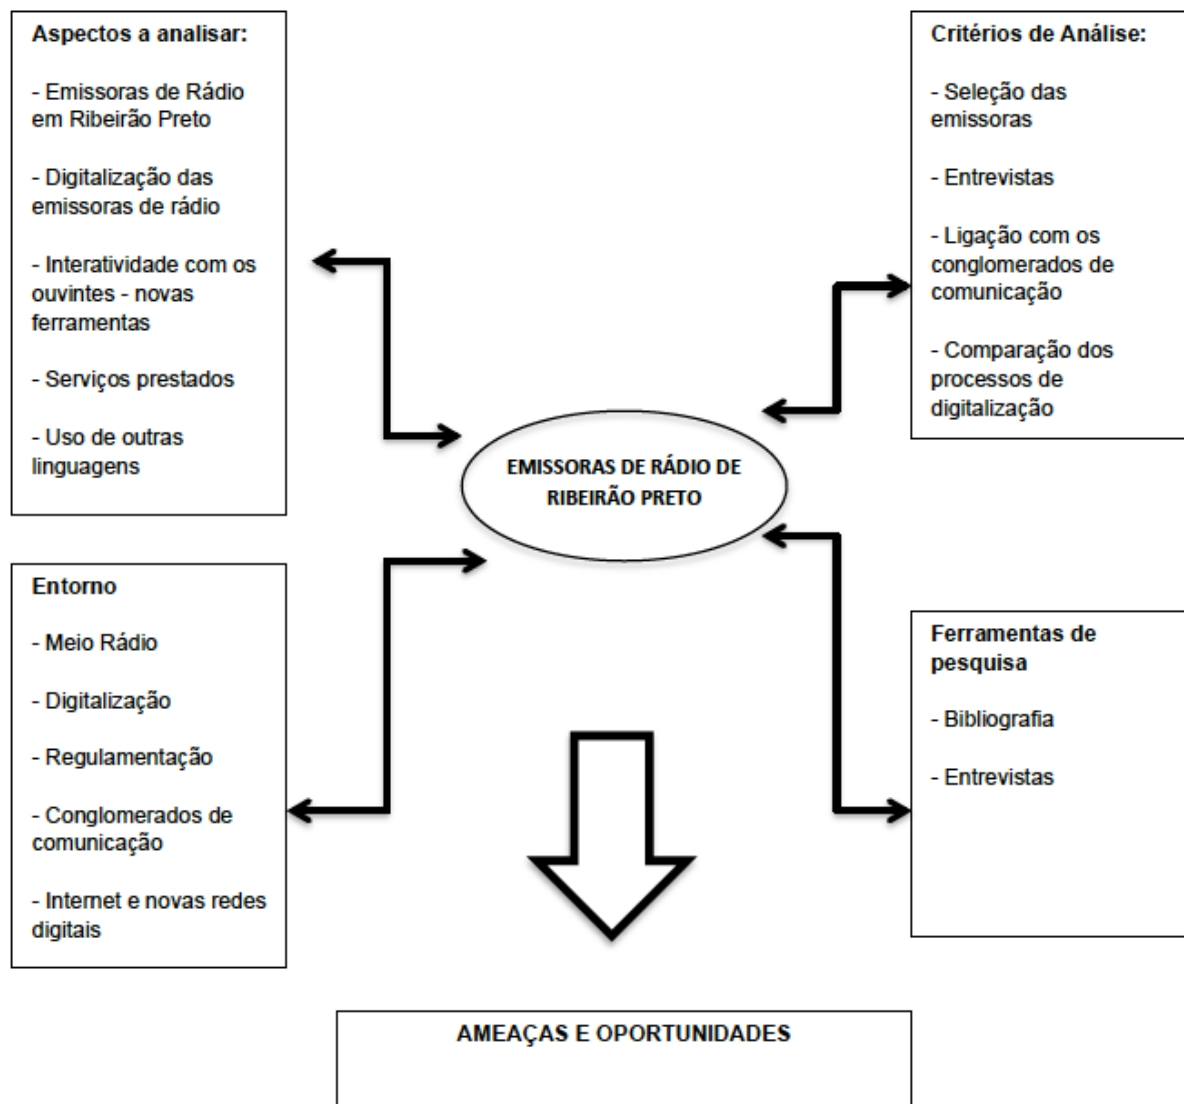 Aspectos a analisar:
- Emissoras de Rádio
em Ribeirão Preto
- Digitalização das
emissoras de rádio
- Interatividade com os
ouvintes - novas
ferramentas
- Serviços prestados
- Uso de outras
linguagens
Critérios de Análise:
- Seleção das
emissoras
- Entrevistas
- Ligação com os
conglomerados de
comunicação
- Comparação dos
processos de
digitalização
EMISSORAS DE RÁDIO DE
RIBEIRÃO PRETO
Entorno
- Meio Rádio
- Digitalização
- Regulamentação
- Conglomerados de
comunicação
- Internet e novas redes
digitais
Ferramentas de
pesquisa
- Bibliografia
- Entrevistas
AMEAÇAS E OPORTUNIDADES